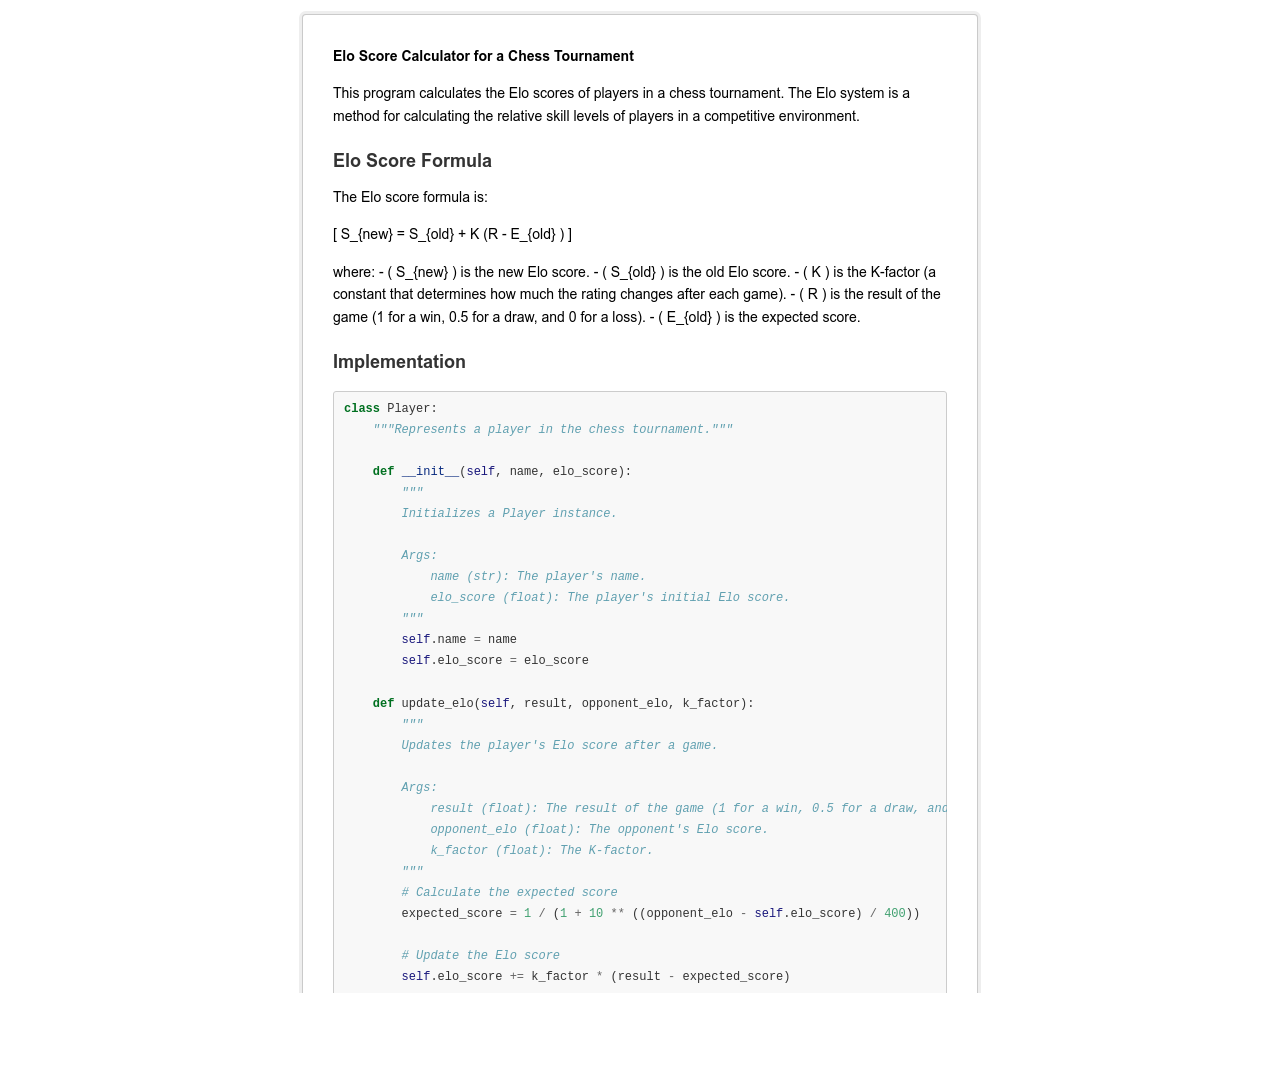 Elo Score Calculator for a Chess Tournament
This program calculates the Elo scores of players in a chess tournament. The Elo system is a
method for calculating the relative skill levels of players in a competitive environment.
Elo Score Formula
The Elo score formula is:
[ S_{new} = S_{old} + K (R - E_{old} ) ]
where: - ( S_{new} ) is the new Elo score. - ( S_{old} ) is the old Elo score. - ( K ) is the K-factor (a
constant that determines how much the rating changes after each game). - ( R ) is the result of the
game (1 for a win, 0.5 for a draw, and 0 for a loss). - ( E_{old} ) is the expected score.
Implementation
class Player:
    """Represents a player in the chess tournament."""
    def __init__(self, name, elo_score):
        """
        Initializes a Player instance.
        Args:
            name (str): The player's name.
            elo_score (float): The player's initial Elo score.
        """
        self.name = name
        self.elo_score = elo_score
    def update_elo(self, result, opponent_elo, k_factor):
        """
        Updates the player's Elo score after a game.
        Args:
            result (float): The result of the game (1 for a win, 0.5 for a draw, and
            opponent_elo (float): The opponent's Elo score.
            k_factor (float): The K-factor.
        """
        # Calculate the expected score
        expected_score = 1 / (1 + 10 ** ((opponent_elo - self.elo_score) / 400))
        # Update the Elo score
        self.elo_score += k_factor * (result - expected_score)